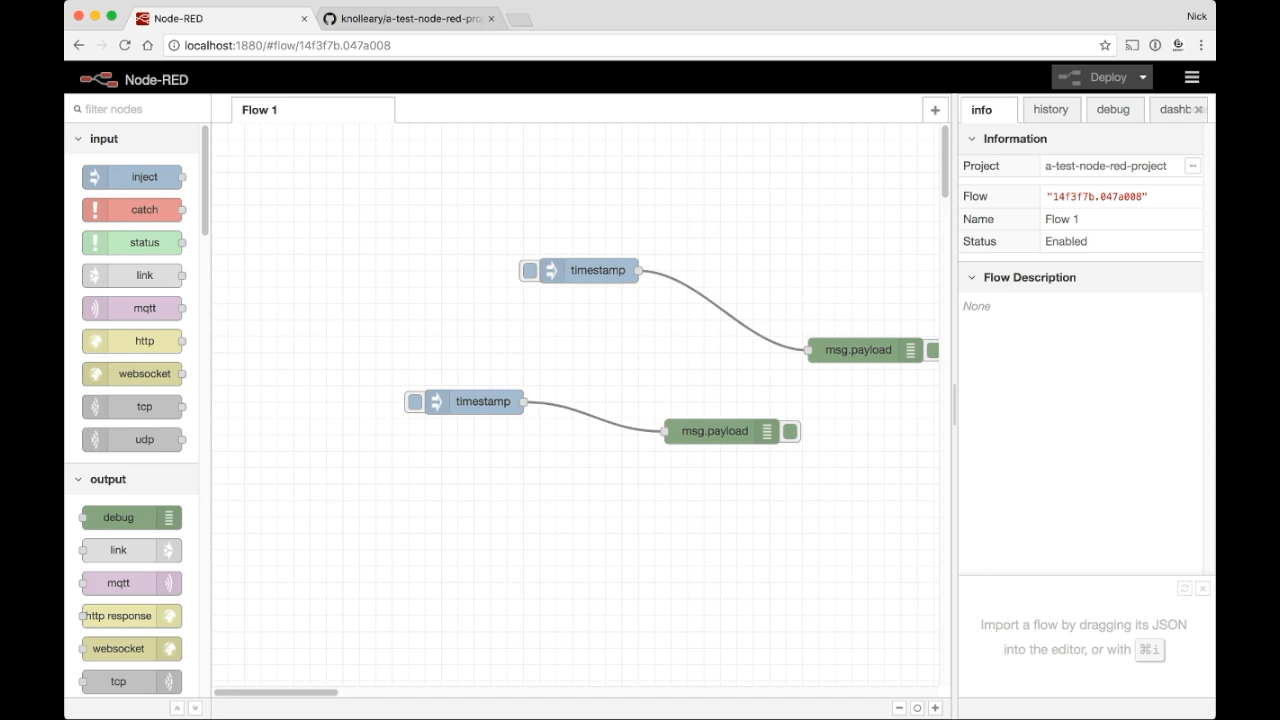 Node-RED
knolleary/a-test-node-red-pro
Nick
localhost:1880/#flow/14f3f7b.047a008
Node-RED
Deploy
filter nodes
Flow 1
info
history
debug
dashb
input
inject
catch
status
link
mqtt
http
websocket
tcp
udp
output
debug
link
mqtt
http response
websocket
tcp
timestamp
msg.payload
timestamp
msg.payload
Information
Project a-test-node-red-project
Flow "14f3f7b.047a008"
Name Flow 1
Status Enabled
Flow Description
None
Import a flow by dragging its JSON
into the editor, or with ⌘i